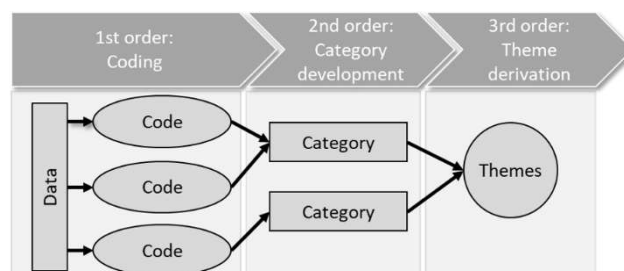 1st order:
Coding
2nd order:
Category
development
3rd order:
Theme
derivation
Data
Code
Code
Code
Category
Category
Themes